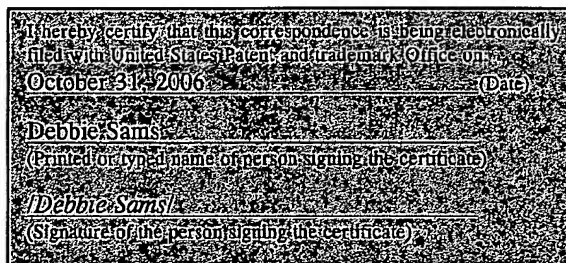 I hereby certify that this correspondence is being electronically
filed with United States Patent and trademark Office on:
October 31, 2006 (Date)
Debbie Sams
(Printed or typed name of person signing the certificate)
/Debbie Sams/
(Signature of the person signing the certificate)